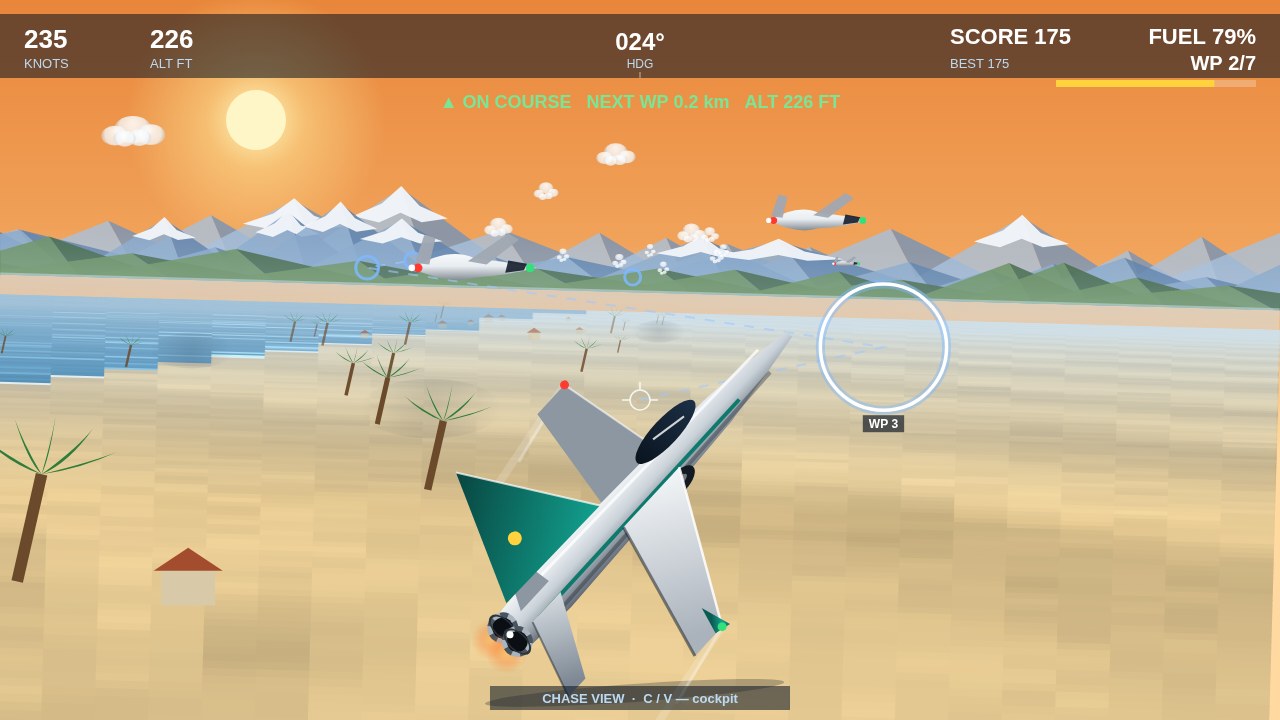 235
KNOTS
226
ALT FT
024°
HDG
SCORE 175
BEST 175
FUEL 79%
WP 2/7
▲ ON COURSE NEXT WP 0.2 km ALT 226 FT
WP 3
CHASE VIEW · C / V — cockpit